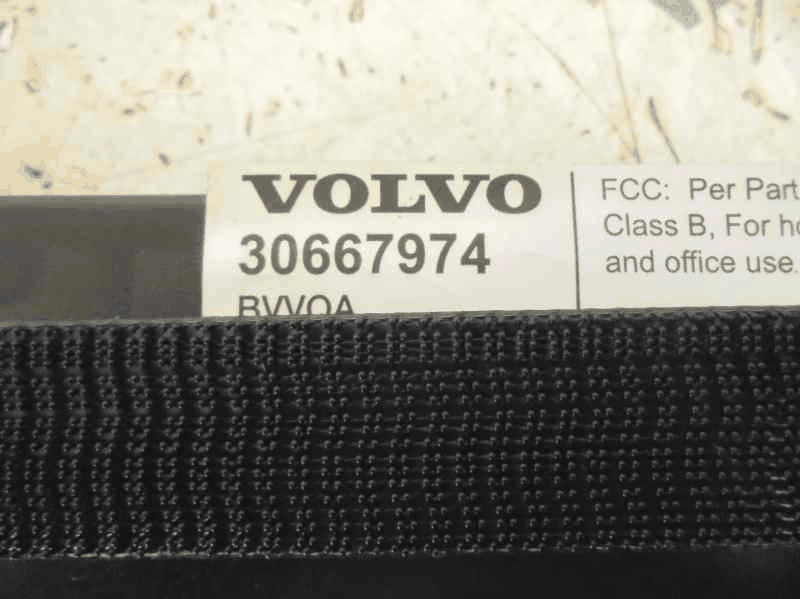 VOLVO
30667974
FCC: Per Part
Class B, For
and office use.